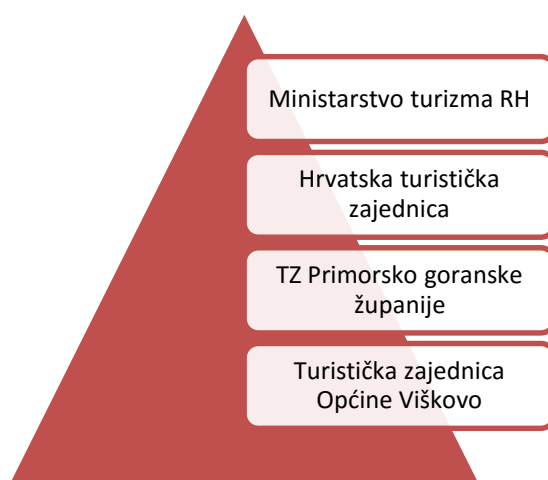 Ministarstvo turizma RH
Hrvatska turistička
zajednica
TZ Primorsko goranske
županije
Turistička zajednica
Općine Viškovo